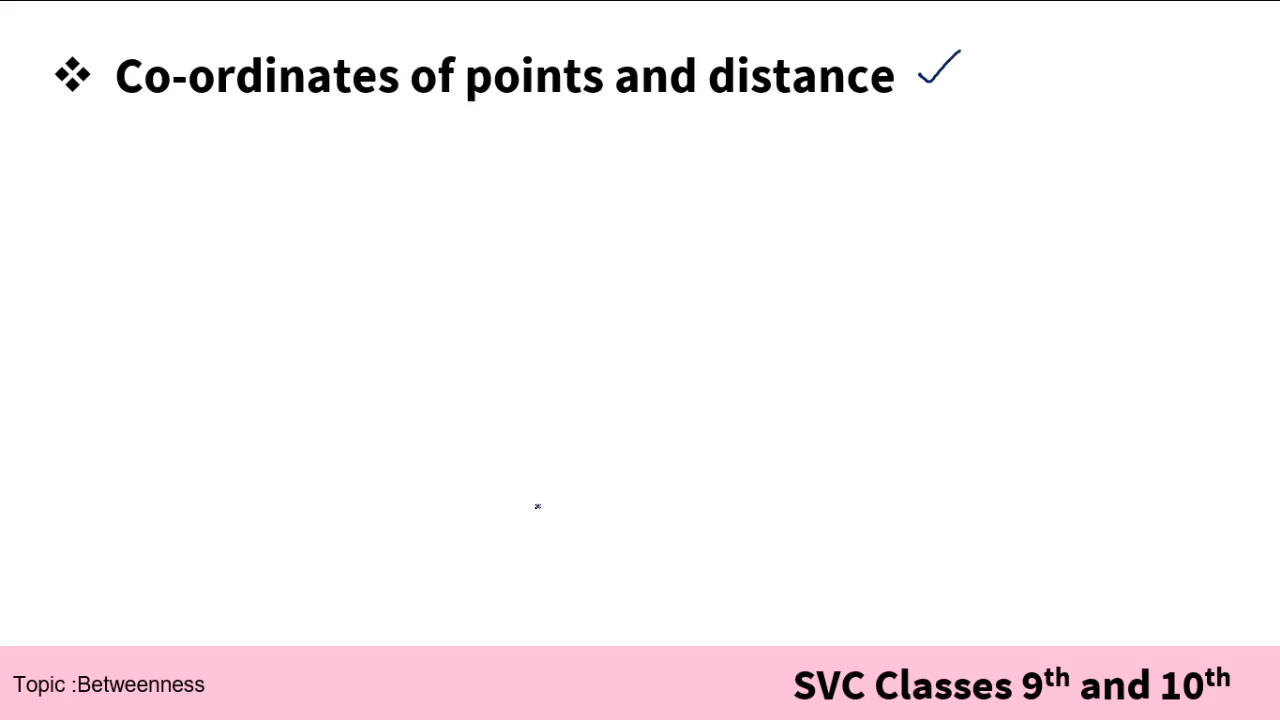 ❖ Co-ordinates of points and distance ✓
Topic :Betweenness
SVC Classes 9th and 10th